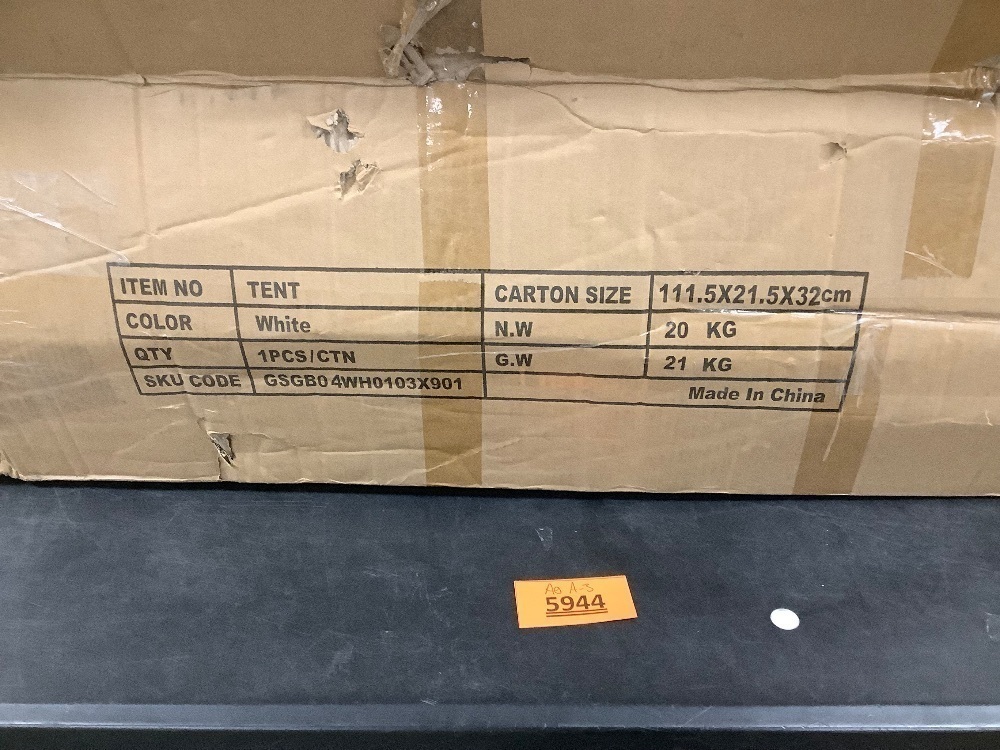 ITEM NO TENT CARTON SIZE 111.5X21.5X32cm
COLOR White N.W 20 KG
QTY 1PCS/CTN G.W 21 KG
SKU CODE GSGB04WH0103X901 Made In China
A-3
5944